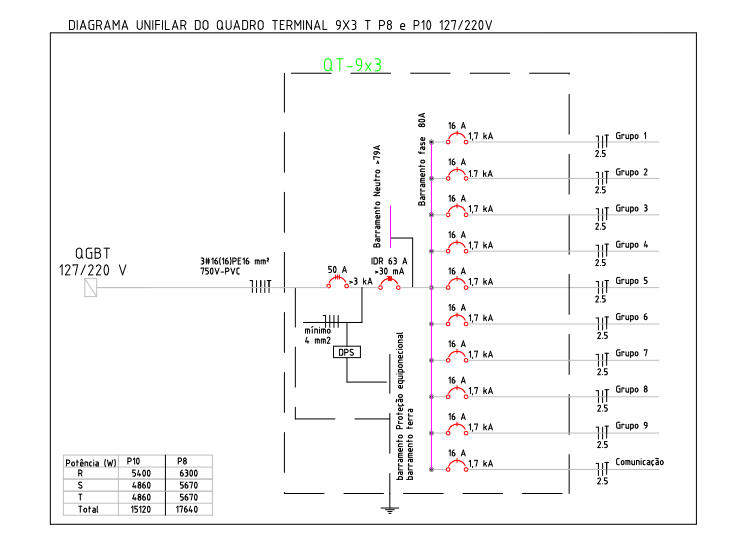 DIAGRAMA UNIFILAR DO QUADRO TERMINAL 9X3 T P8 e P10 127/220V
QT-9x3
QGBT
127/220 V
3#16(16)PE16 mm²
750V-PVC
50 A
>3 kA
IDR 63 A
>30 mA
Barramento Neutro >79A
Barramento fase 80A
mínimo
4 mm2
DPS
barramento Proteção equiponecional
barramento terra
16 A
1,7 kA
2.5
Grupo 1
16 A
1,7 kA
2.5
Grupo 2
16 A
1,7 kA
2.5
Grupo 3
16 A
1,7 kA
2.5
Grupo 4
16 A
1,7 kA
2.5
Grupo 5
16 A
1,7 kA
2.5
Grupo 6
16 A
1,7 kA
2.5
Grupo 7
16 A
1,7 kA
2.5
Grupo 8
16 A
1,7 kA
2.5
Grupo 9
16 A
1,7 kA
2.5
Comunicação
Potência (W) P10 P8
R 5400 6300
S 4860 5670
T 4860 5670
Total 15120 17640